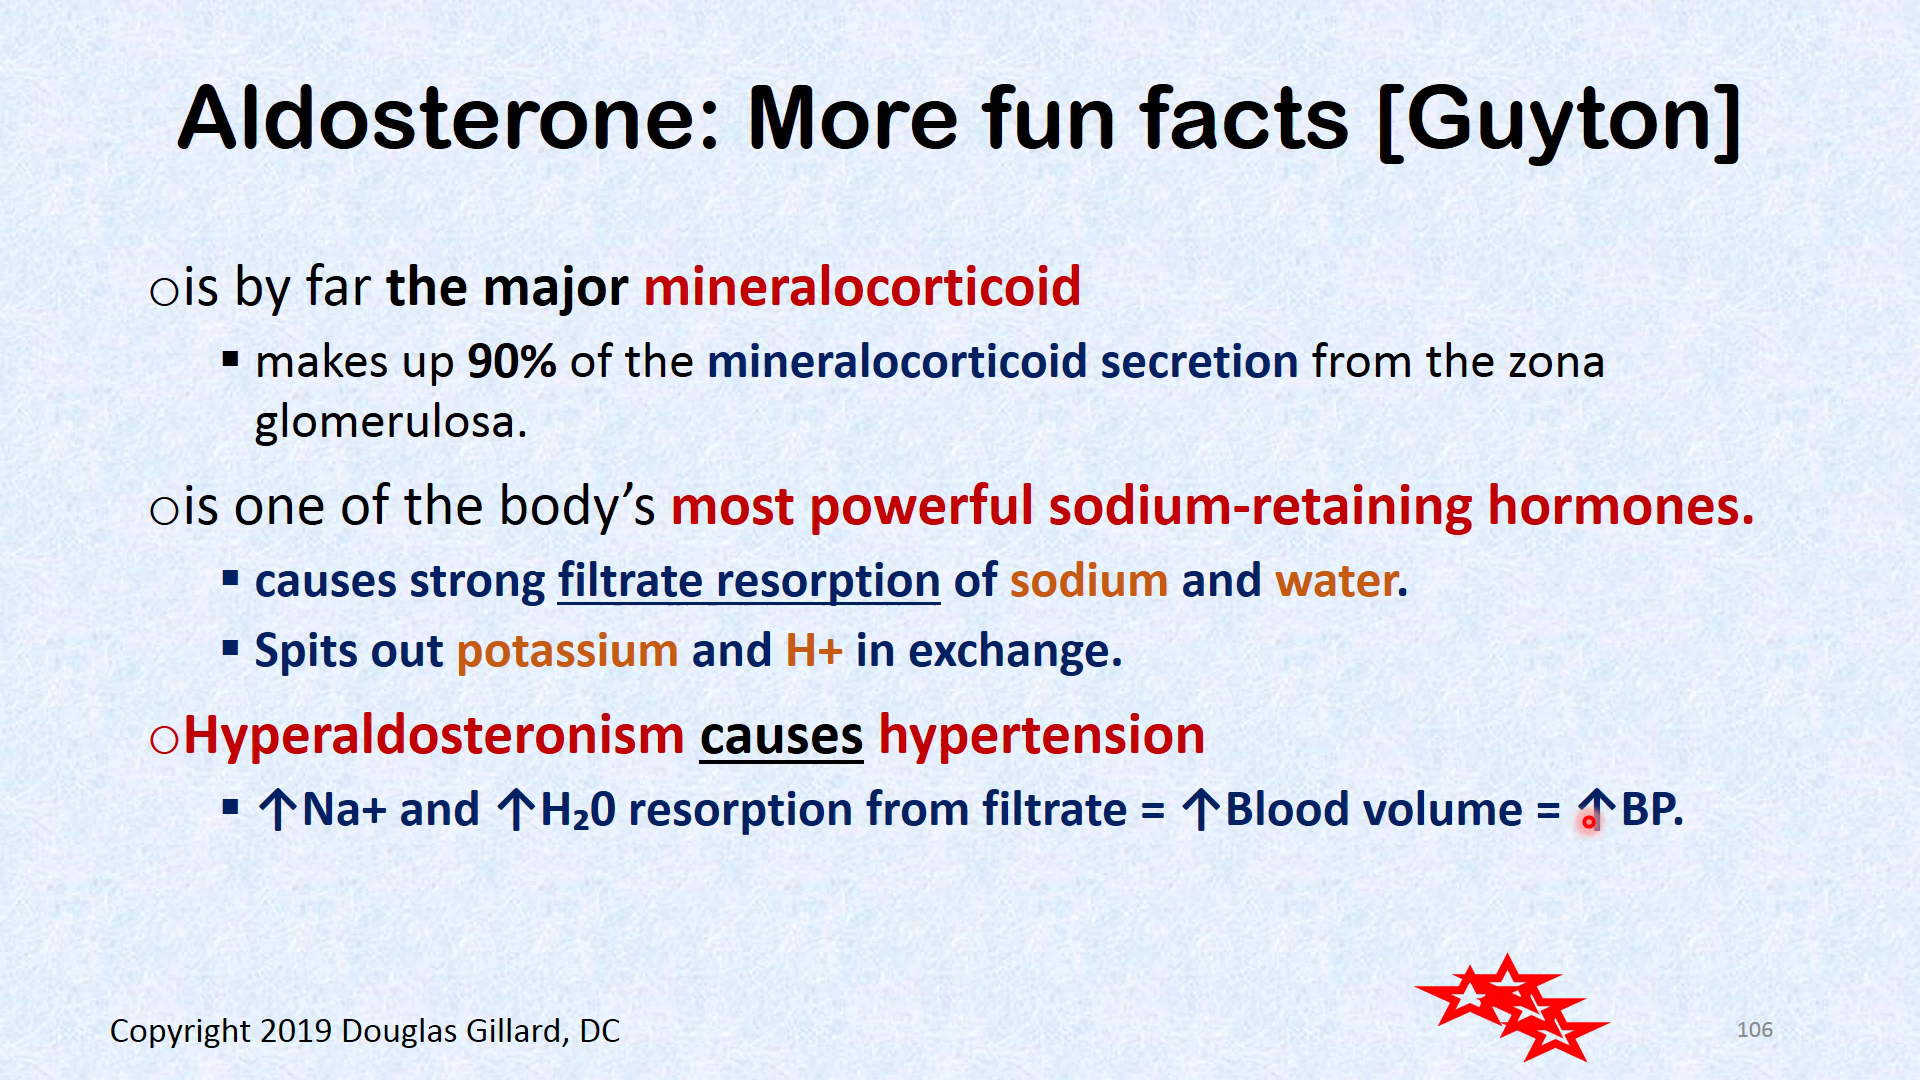 Aldosterone: More fun facts [Guyton]
○is by far the major mineralocorticoid
▪ makes up 90% of the mineralocorticoid secretion from the zona
glomerulosa.
○is one of the body’s most powerful sodium-retaining hormones.
▪ causes strong filtrate resorption of sodium and water.
▪ Spits out potassium and H+ in exchange.
○Hyperaldosteronism causes hypertension
▪ ↑Na+ and ↑H₂0 resorption from filtrate = ↑Blood volume = ↑BP.
Copyright 2019 Douglas Gillard, DC
106